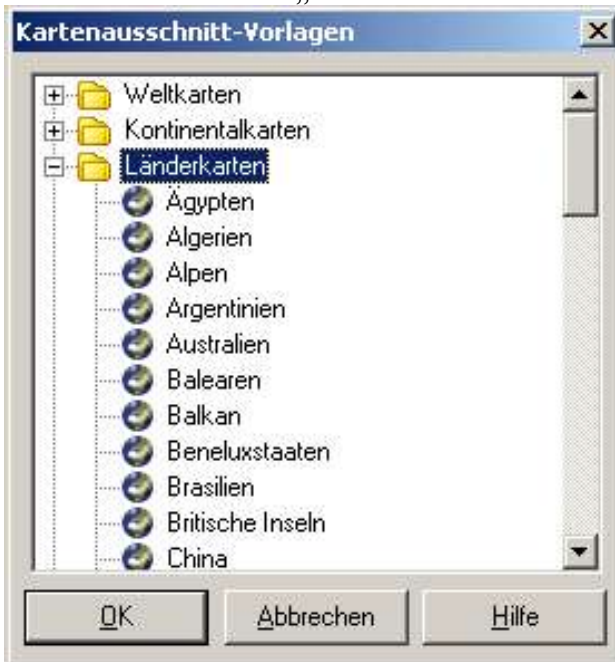 „
Kartenausschnitt-Vorlagen
Weltkarten
Kontinentalkarten
Länderkarten
Ägypten
Algerien
Alpen
Argentinien
Australien
Balearen
Balkan
Beneluxstaaten
Brasilien
Britische Inseln
China
OK Abbrechen Hilfe